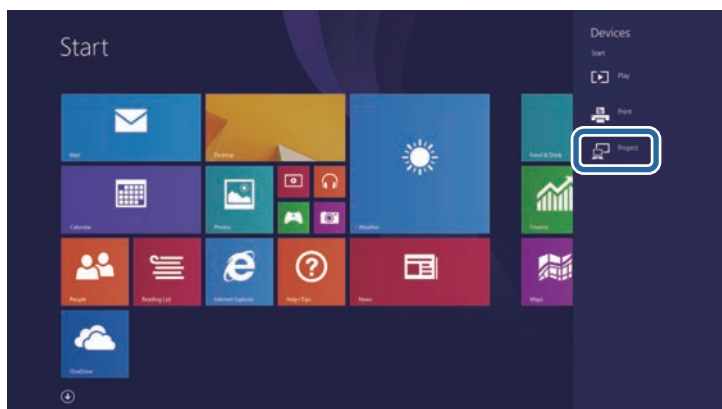 Start
Devices
Start
Play
Print
Project
Mail
Desktop
Food & Drink
Calendar
Photos
Weather
Finance
People
Reading List
Internet Explorer
Help+Tips
News
Maps
OneDrive